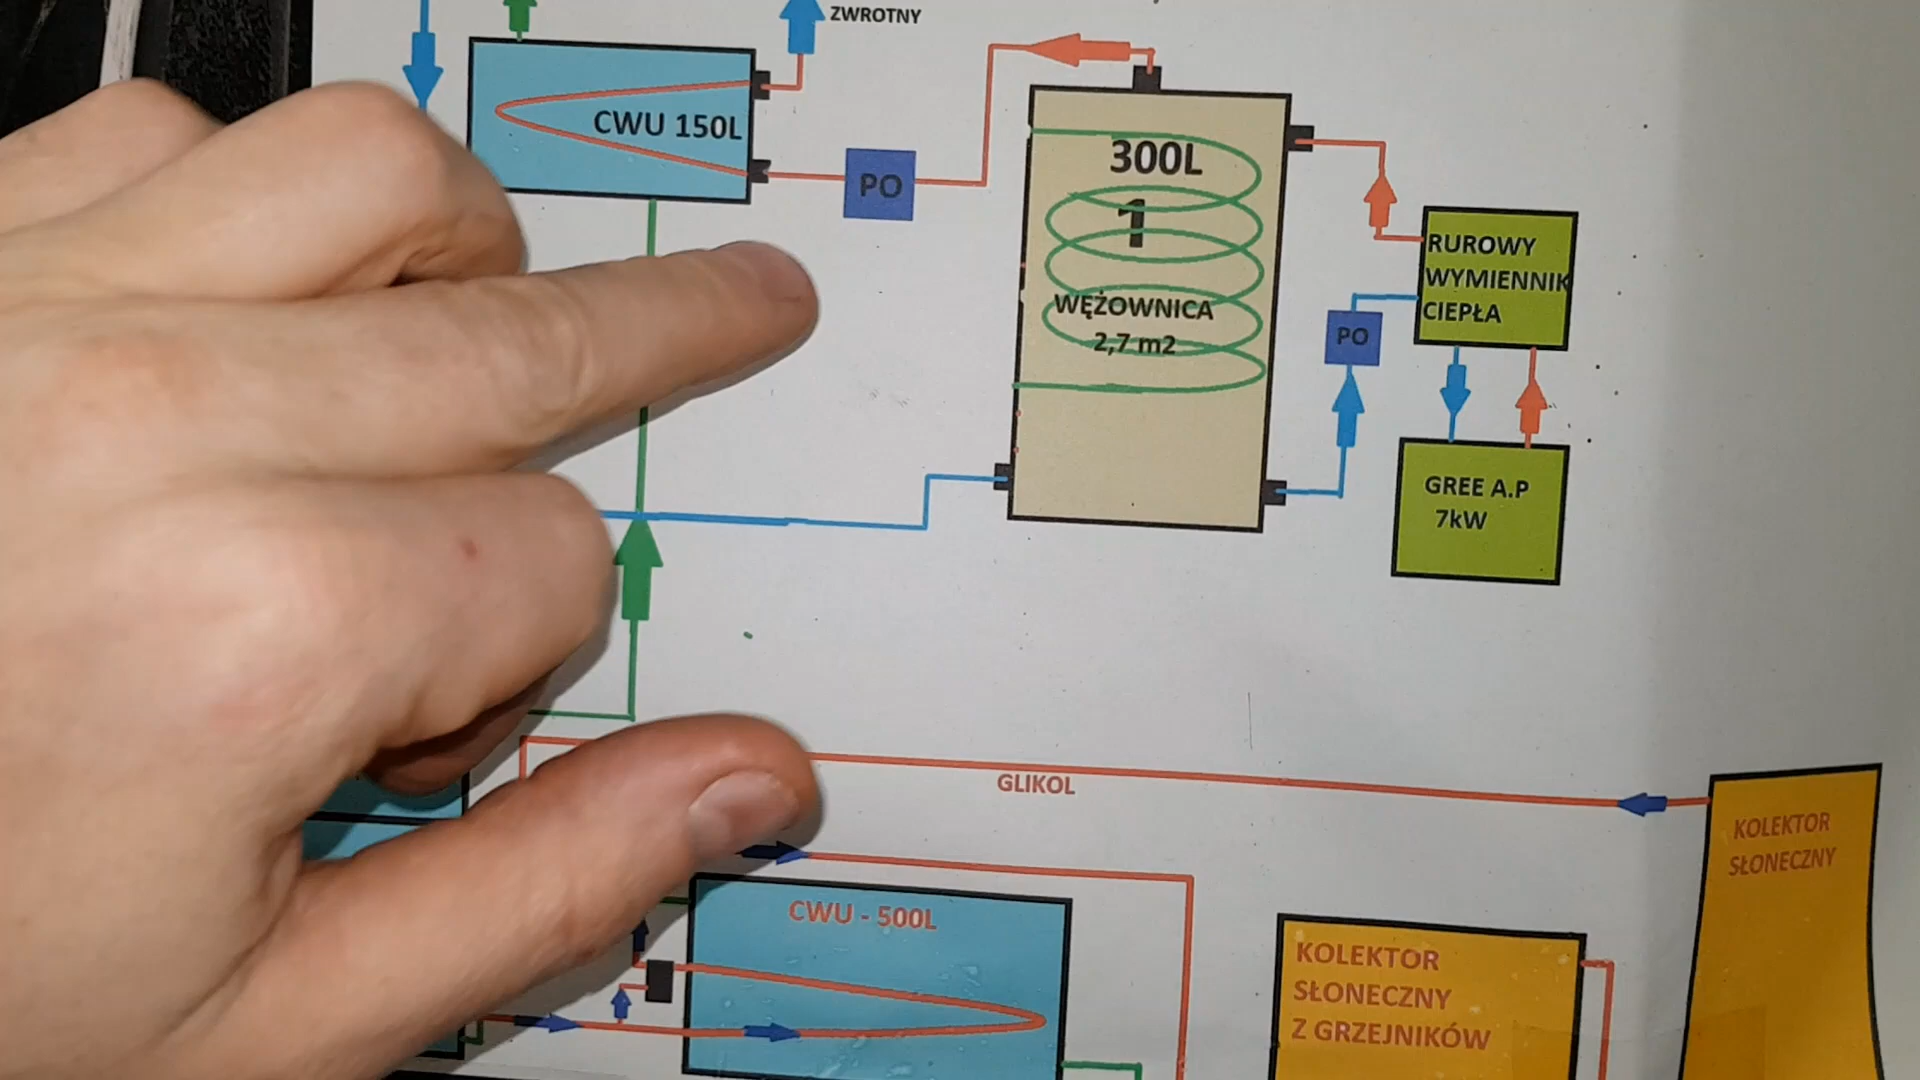 ZWROTNY
CWU 150L
PO
300L
1
WĘŻOWNICA
2,7 m2
RUROWY
WYMIENNIK
CIEPŁA
PO
GREE A.P
7kW
GLIKOL
KOLEKTOR
SŁONECZNY
CWU - 500L
KOLEKTOR
SŁONECZNY
Z GRZEJNIKÓW